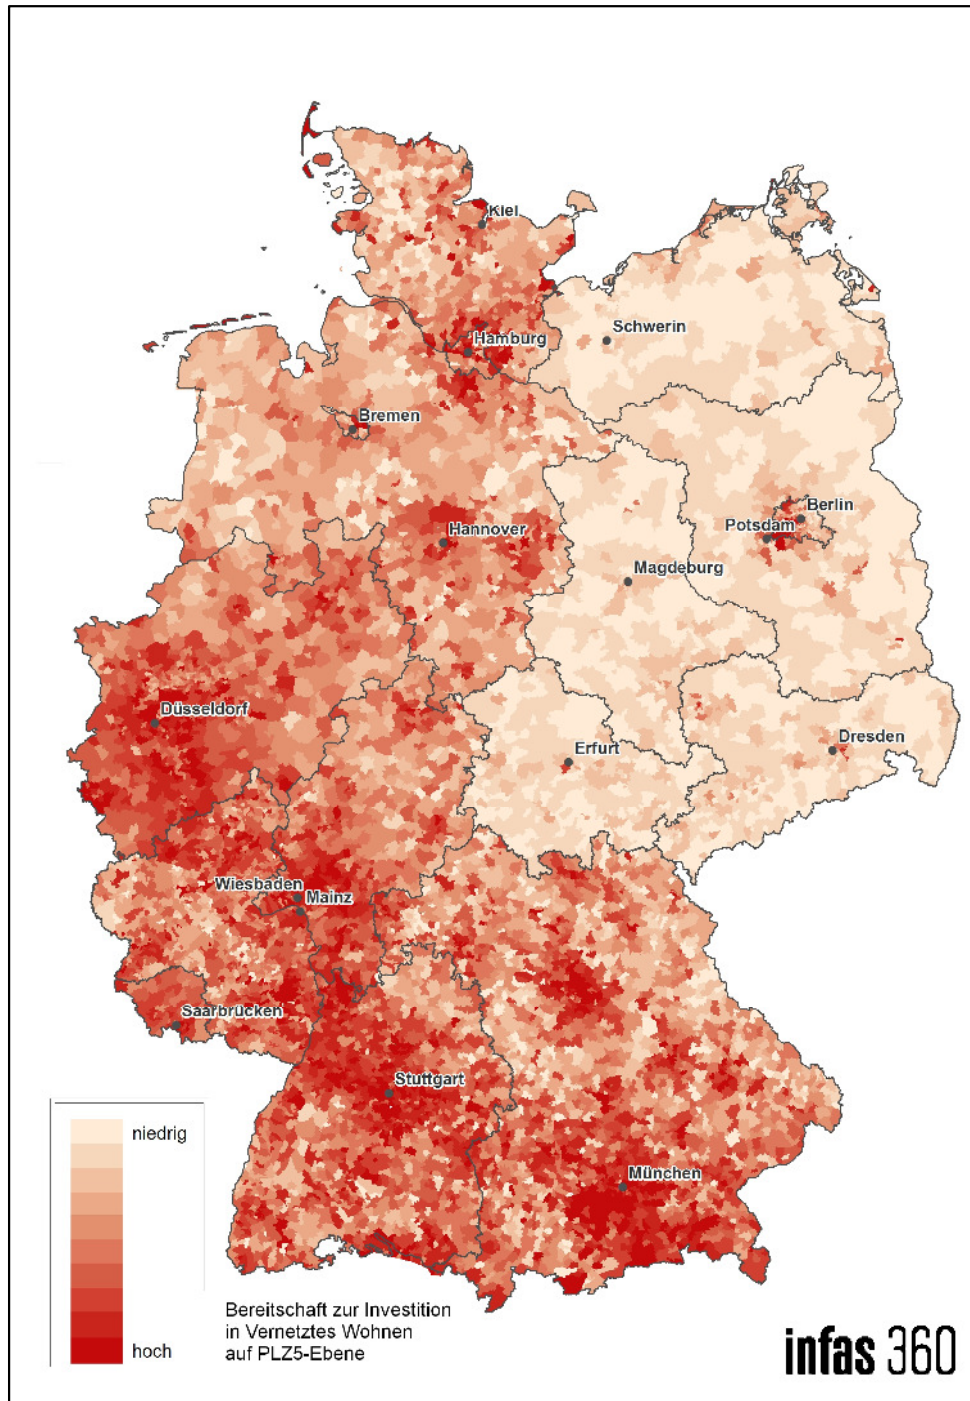 Kiel
Schwerin
Hamburg
Bremen
Berlin
Potsdam
Hannover
Magdeburg
Düsseldorf
Dresden
Erfurt
Wiesbaden
Mainz
Saarbrücken
Stuttgart
München
niedrig
hoch
Bereitschaft zur Investition
in Vernetztes Wohnen
auf PLZ5-Ebene
infas 360